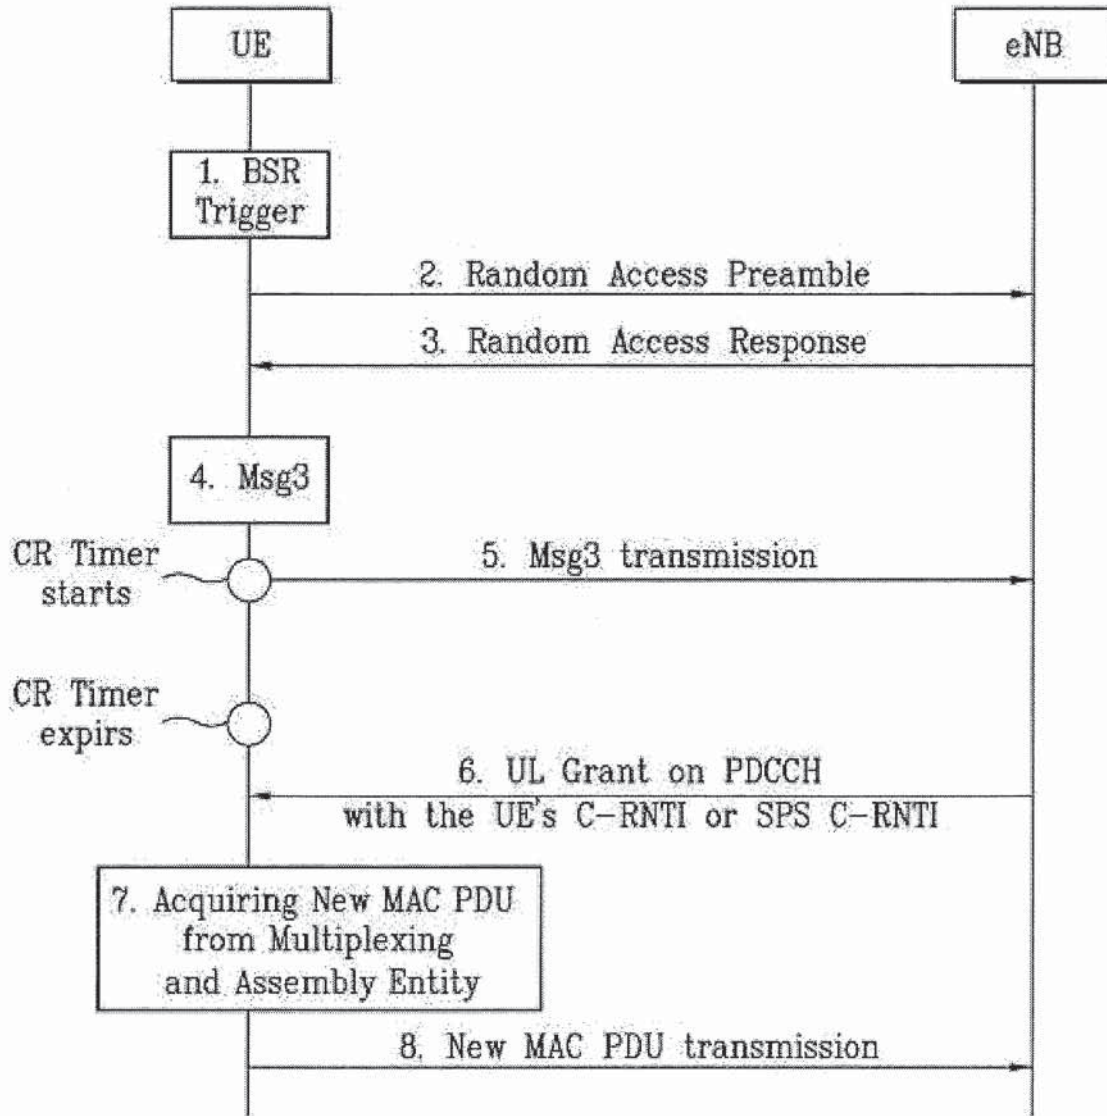 UE
eNB
1. BSR
Trigger
2. Random Access Preamble
3. Random Access Response
4. Msg3
CR Timer
starts
5. Msg3 transmission
CR Timer
expirs
6. UL Grant on PDCCH
with the UE's C-RNTI or SPS C-RNTI
7. Acquiring New MAC PDU
from Multiplexing
and Assembly Entity
8. New MAC PDU transmission